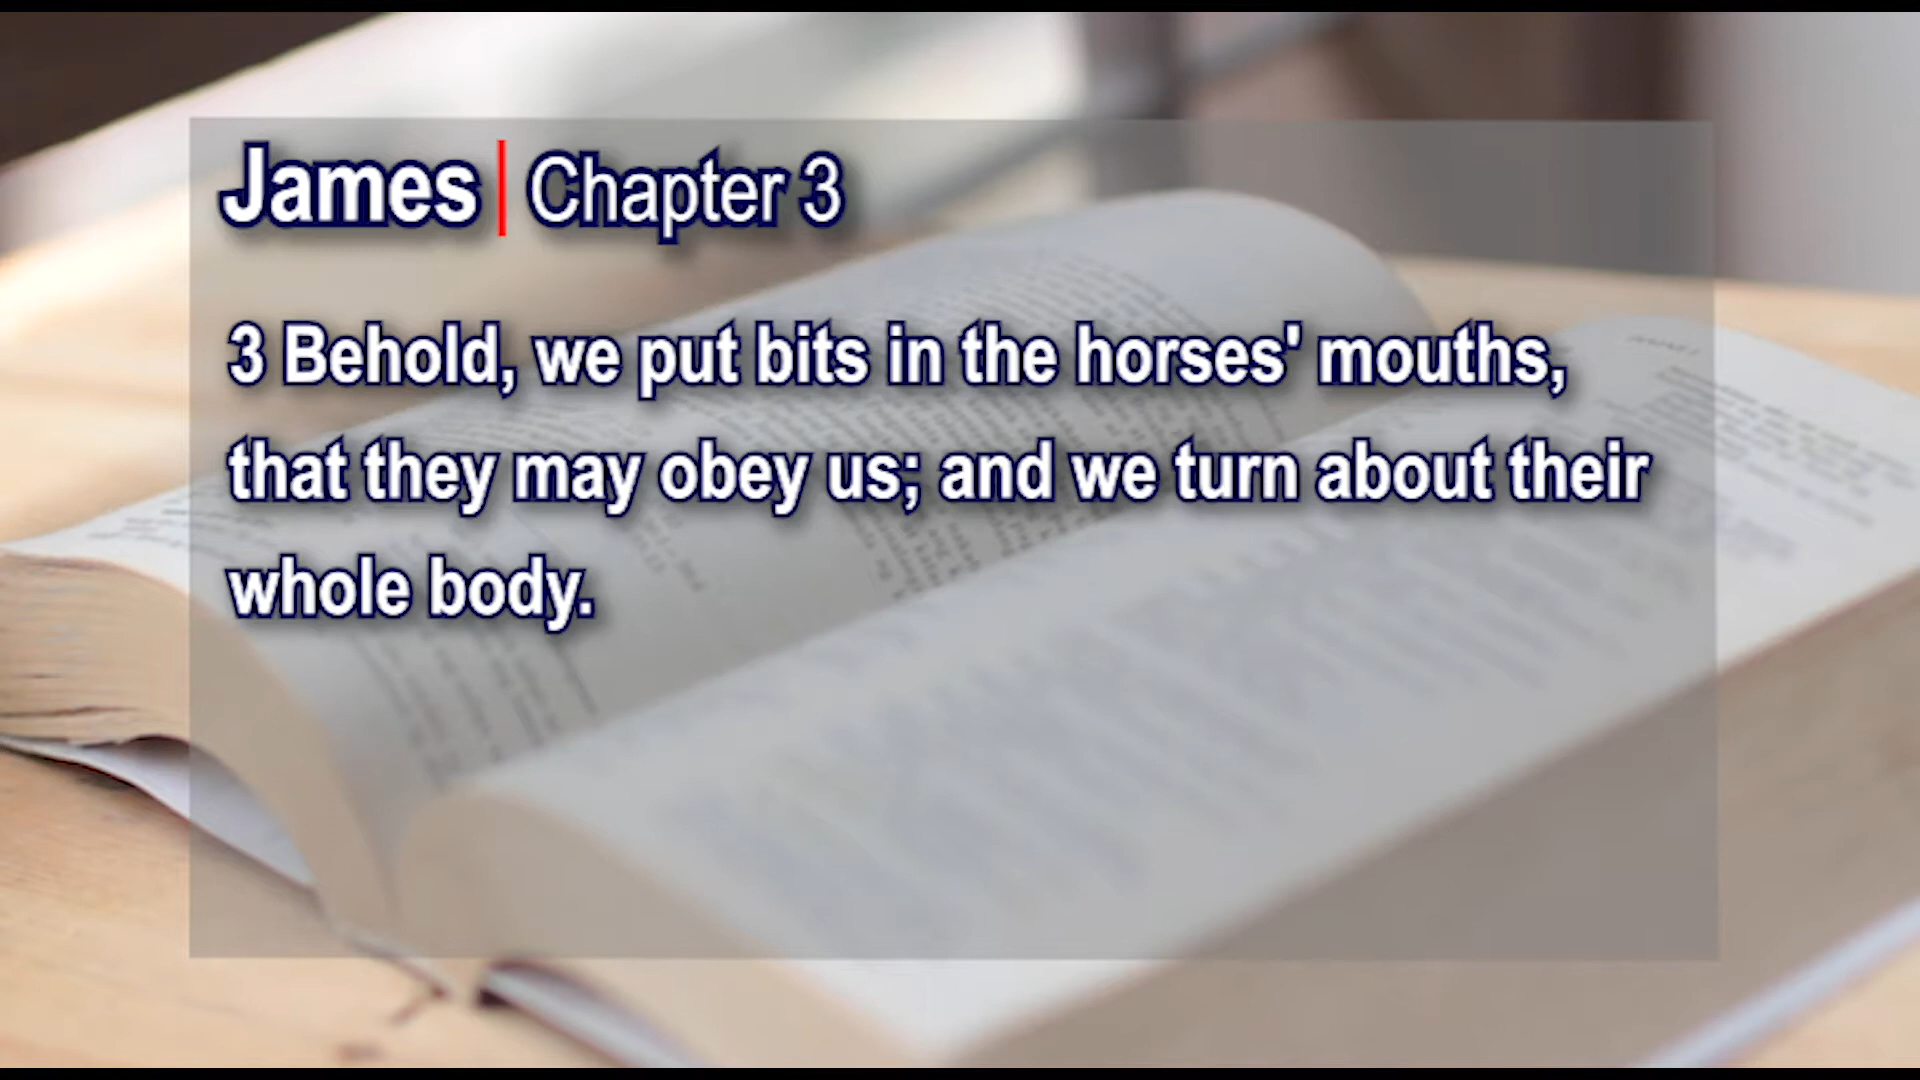 James | Chapter 3
3 Behold, we put bits in the horses' mouths,
that they may obey us; and we turn about their
whole body.